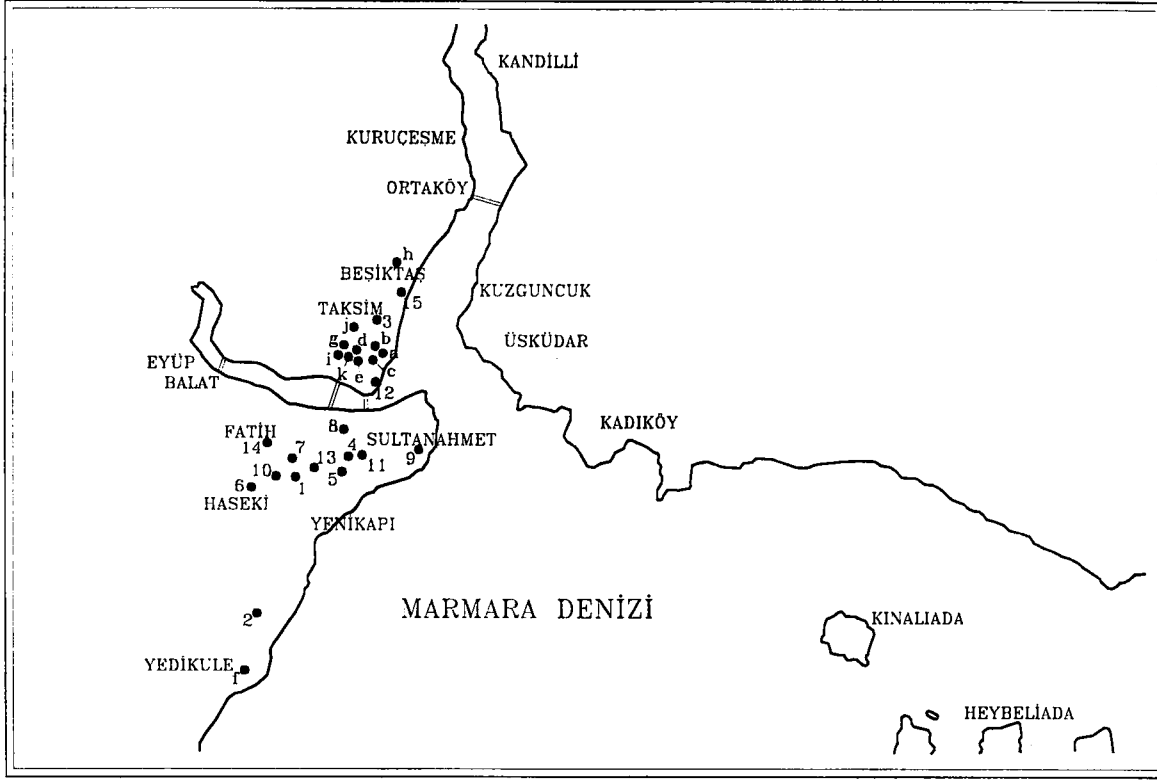 KANDİLLİ
KURUÇEŞME
ORTAKÖY
h
BEŞİKTAŞ
KUZGUNCUK
15
TAKSİM
3
j
ÜSKÜDAR
g
d
b
a
i
EYÜP
k
e
c
BALAT
12
KADIKÖY
FATİH
8
SULTANAHMET
14
7
13
4
11
9
10
5
6
1
HASEKİ
YENİKAPI
MARMARA DENİZİ
2
KINALIADA
YEDİKULE
f
HEYBELİADA